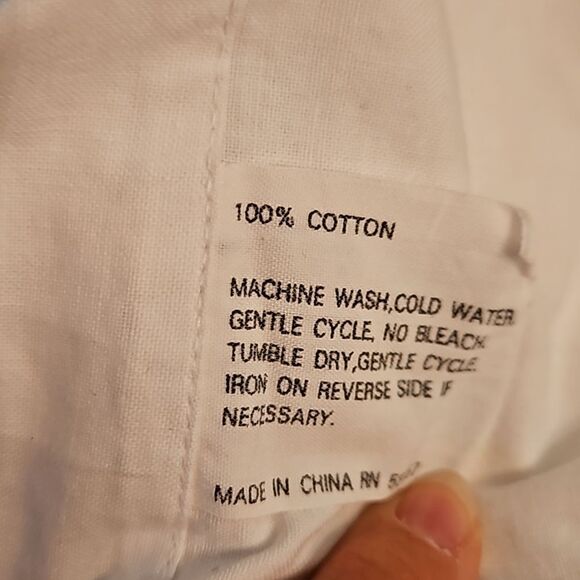 100% COTTON
MACHINE WASH,COLD WATER
GENTLE CYCLE, NO BLEACH
TUMBLE DRY,GENTLE CYCLE.
IRON ON REVERSE SIDE IF
NECESSARY.
MADE IN CHINA RN